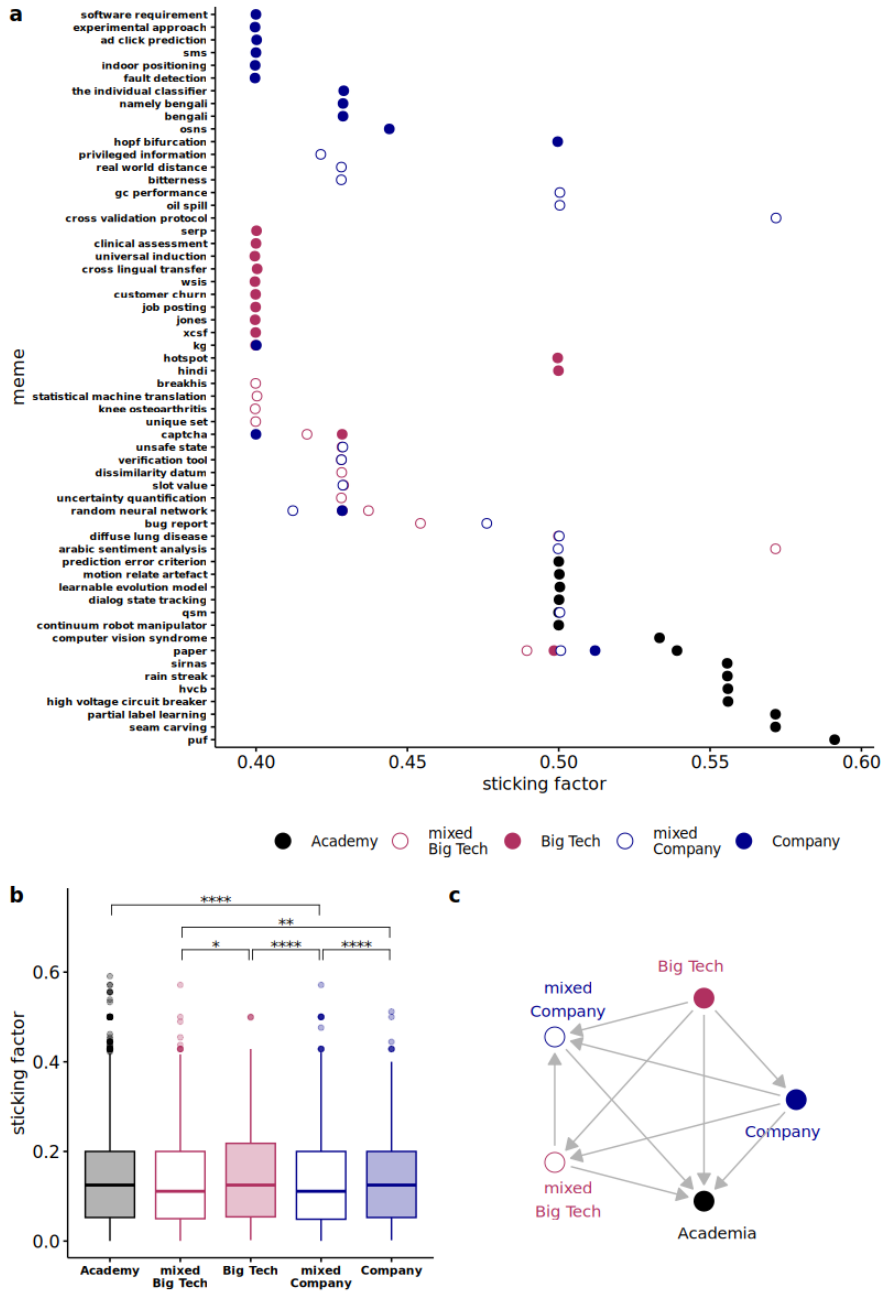 a
software requirement
experimental approach
ad click prediction
sms
indoor positioning
fault detection
the individual classifier
namely bengali
bengali
osns
hopf bifurcation
privileged information
real world distance
bitterness
gc performance
oil spill
cross validation protocol
serp
clinical assessment
universal induction
cross lingual transfer
wsis
customer churn
job posting
jones
xcsf
kg
hotspot
hindi
breakhis
statistical machine translation
knee osteoarthritis
unique set
captcha
unsafe state
verification tool
dissimilarity datum
slot value
uncertainty quantification
random neural network
bug report
diffuse lung disease
arabic sentiment analysis
prediction error criterion
motion relate artefact
learnable evolution model
dialog state tracking
qsm
continuum robot manipulator
computer vision syndrome
paper
sirnas
rain streak
hvcb
high voltage circuit breaker
partial label learning
seam carving
puf
meme
0.40 0.45 0.50 0.55 0.60
sticking factor
Academy mixed Big Tech Big Tech mixed Company Company
b
****
**
* **** ****
0.6
0.4
0.2
0.0
sticking factor
Academy mixed Big Tech Big Tech mixed Company Company
c
Big Tech
mixed
Company
Company
mixed
Big Tech
Academia